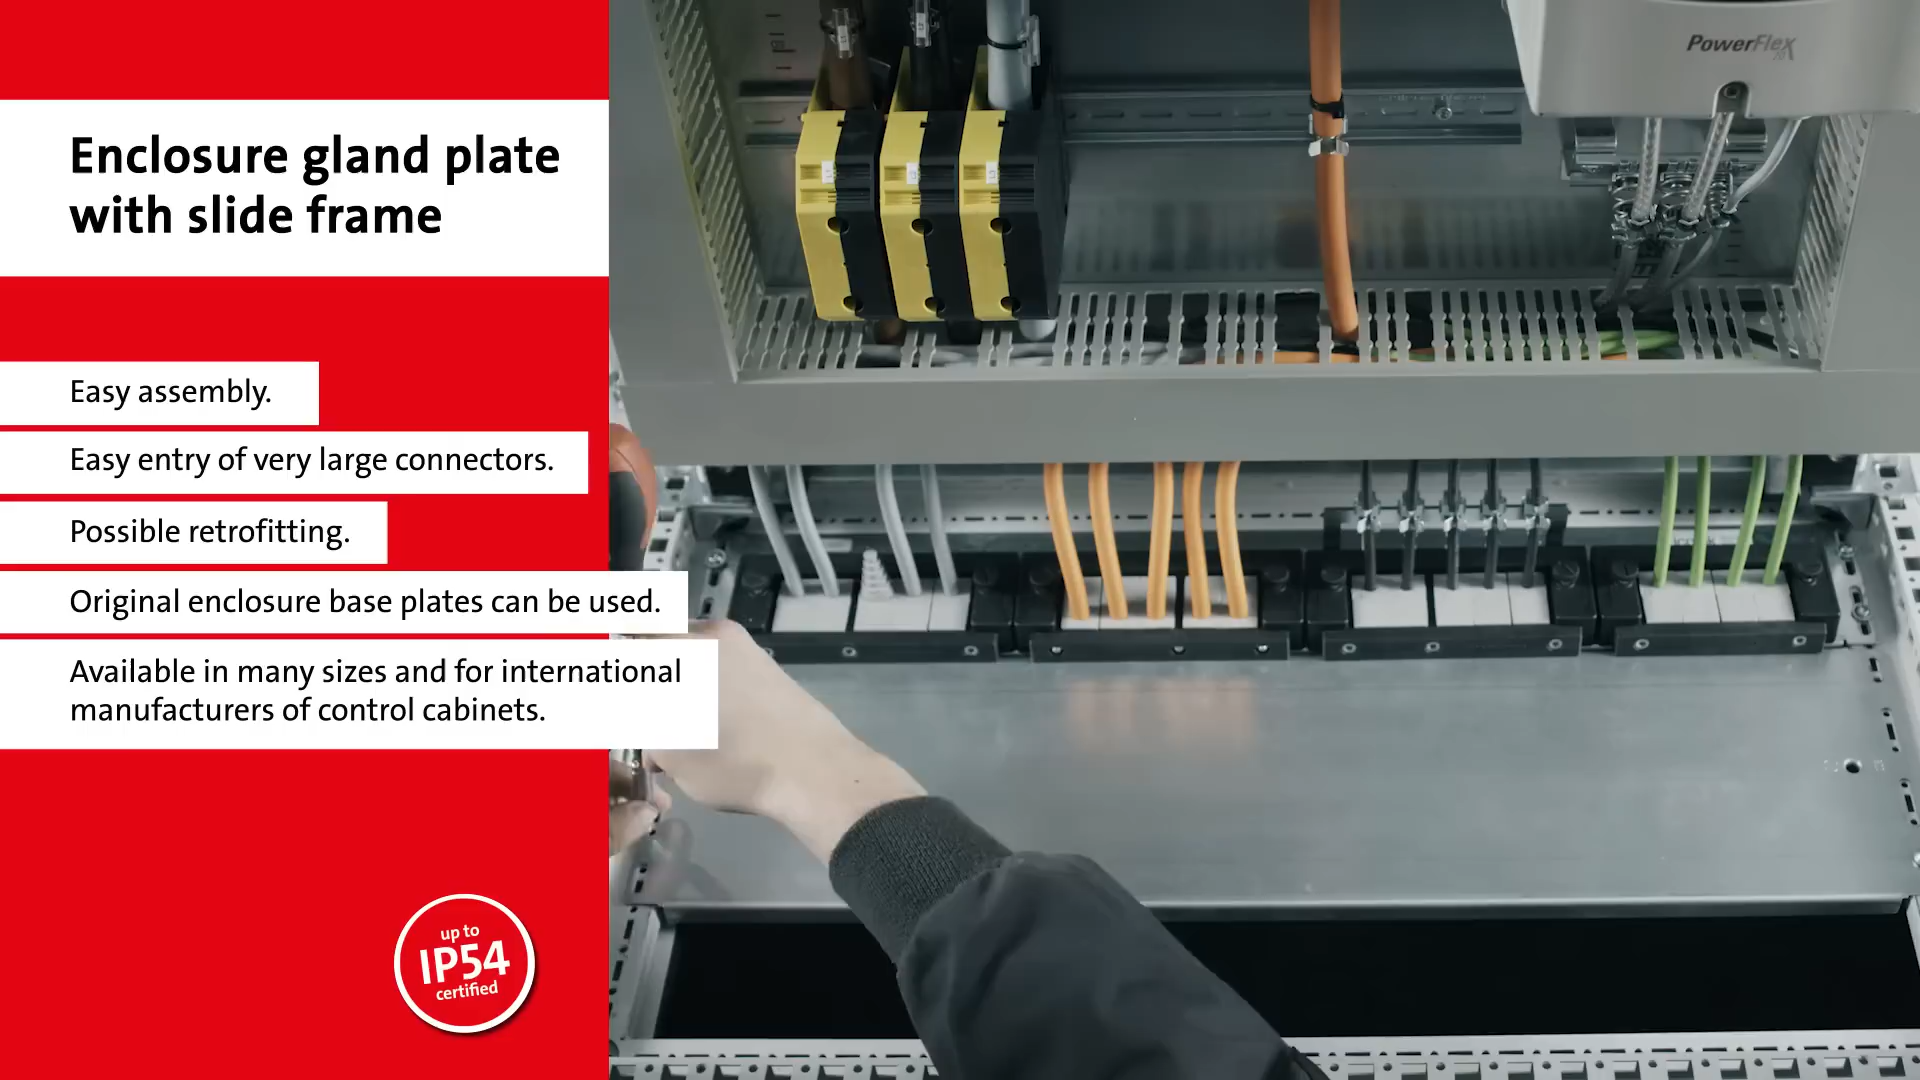 Enclosure gland plate
with slide frame
Easy assembly.
Easy entry of very large connectors.
Possible retrofitting.
Original enclosure base plates can be used.
Available in many sizes and for international
manufacturers of control cabinets.
up to
IP54
certified
PowerFlex